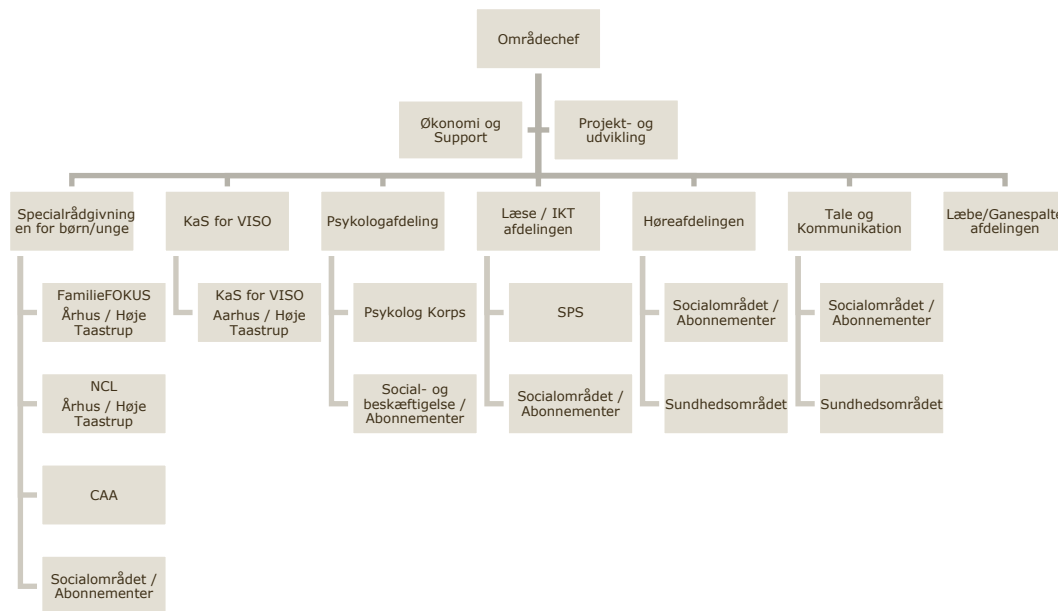 Områdechef
Økonomi og
Support
Projekt- og
udvikling
Specialrådgivning
en for børn/unge
KaS for VISO
Psykologafdeling
Læse / IKT
afdelingen
Høreafdelingen
Tale og
Kommunikation
Læbe/Ganespalte
afdelingen
FamilieFOKUS
Århus / Høje
Taastrup
KaS for VISO
Aarhus / Høje
Taastrup
Psykolog Korps
SPS
Socialområdet /
Abonnementer
Socialområdet /
Abonnementer
NCL
Århus / Høje
Taastrup
Social- og
beskæftigelse /
Abonnementer
Socialområdet /
Abonnementer
Sundhedsområdet
Sundhedsområdet
CAA
Socialområdet /
Abonnementer